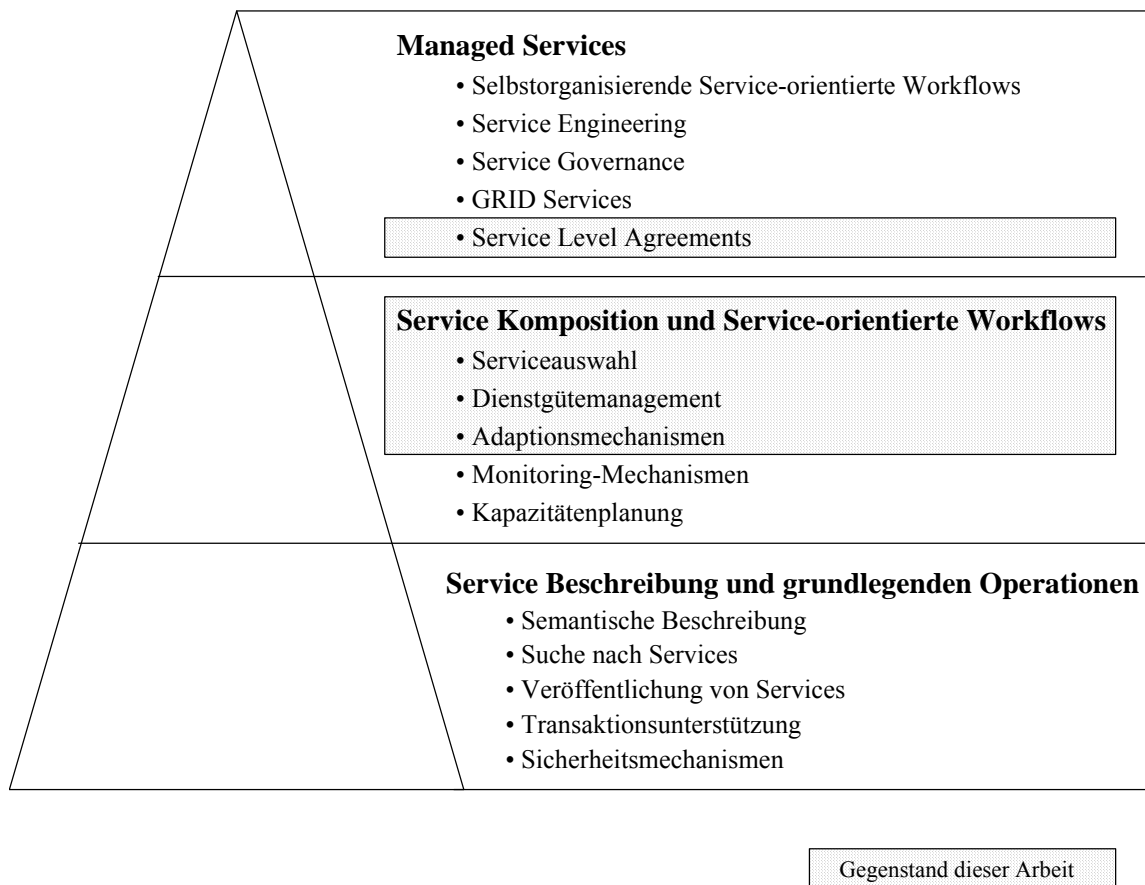 Managed Services
• Selbstorganisierende Service-orientierte Workflows
• Service Engineering
• Service Governance
• GRID Services
• Service Level Agreements
Service Komposition und Service-orientierte Workflows
• Serviceauswahl
• Dienstgütemanagement
• Adaptionsmechanismen
• Monitoring-Mechanismen
• Kapazitätenplanung
Service Beschreibung und grundlegenden Operationen
• Semantische Beschreibung
• Suche nach Services
• Veröffentlichung von Services
• Transaktionsunterstützung
• Sicherheitsmechanismen
Gegenstand dieser Arbeit